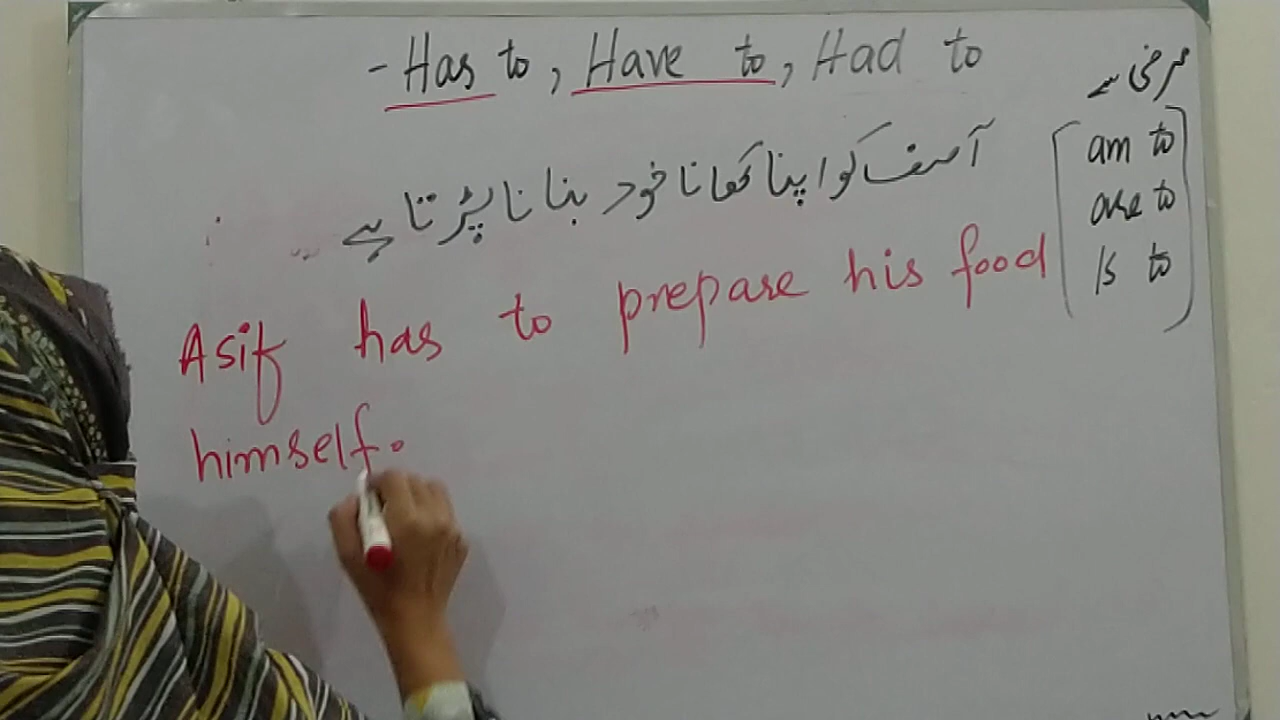 - Has to, Have to, Had to
مرضی سے
am to
are to
Is to
آصف کو اپنا کھانا خود بنانا پڑتا ہے
Asif has to prepare his food
himself.